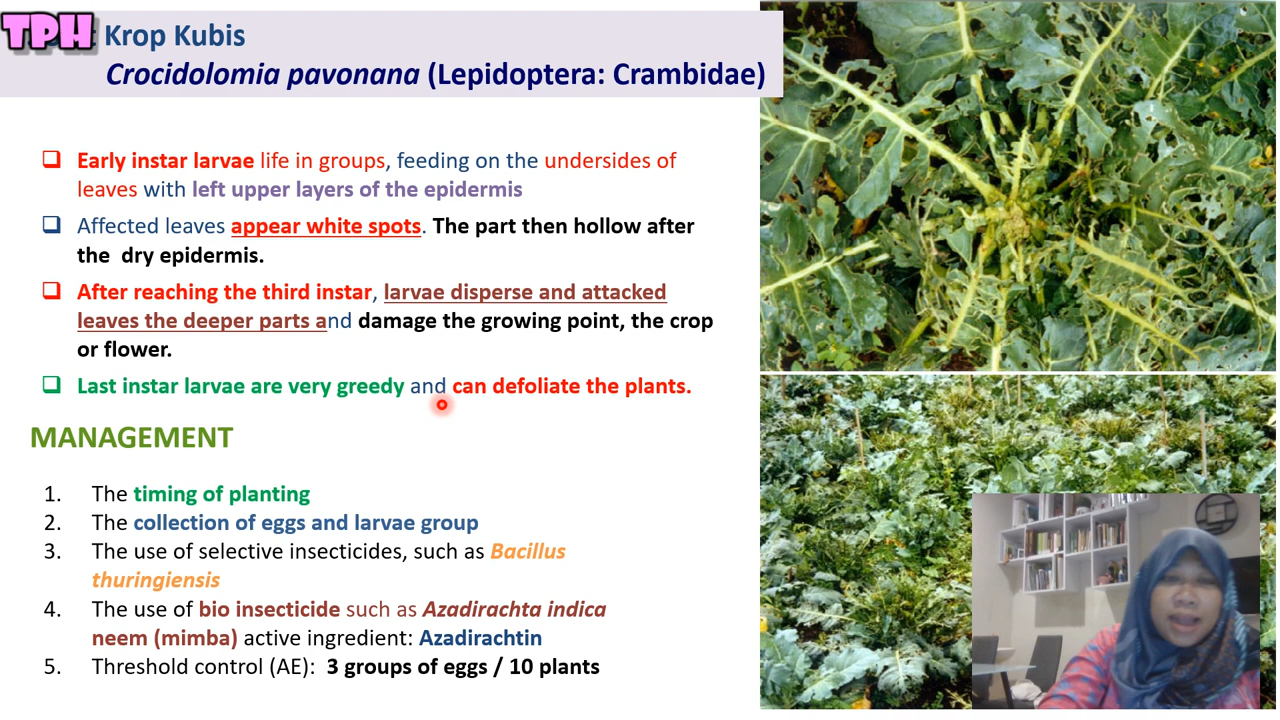 TPH
Krop Kubis
Crocidolomia pavonana (Lepidoptera: Crambidae)
❑ Early instar larvae life in groups, feeding on the undersides of
leaves with left upper layers of the epidermis
❑ Affected leaves appear white spots. The part then hollow after
the dry epidermis.
❑ After reaching the third instar, larvae disperse and attacked
leaves the deeper parts and damage the growing point, the crop
or flower.
❑ Last instar larvae are very greedy and can defoliate the plants.
MANAGEMENT
1. The timing of planting
2. The collection of eggs and larvae group
3. The use of selective insecticides, such as Bacillus
thuringiensis
4. The use of bio insecticide such as Azadirachta indica
neem (mimba) active ingredient: Azadirachtin
5. Threshold control (AE): 3 groups of eggs / 10 plants